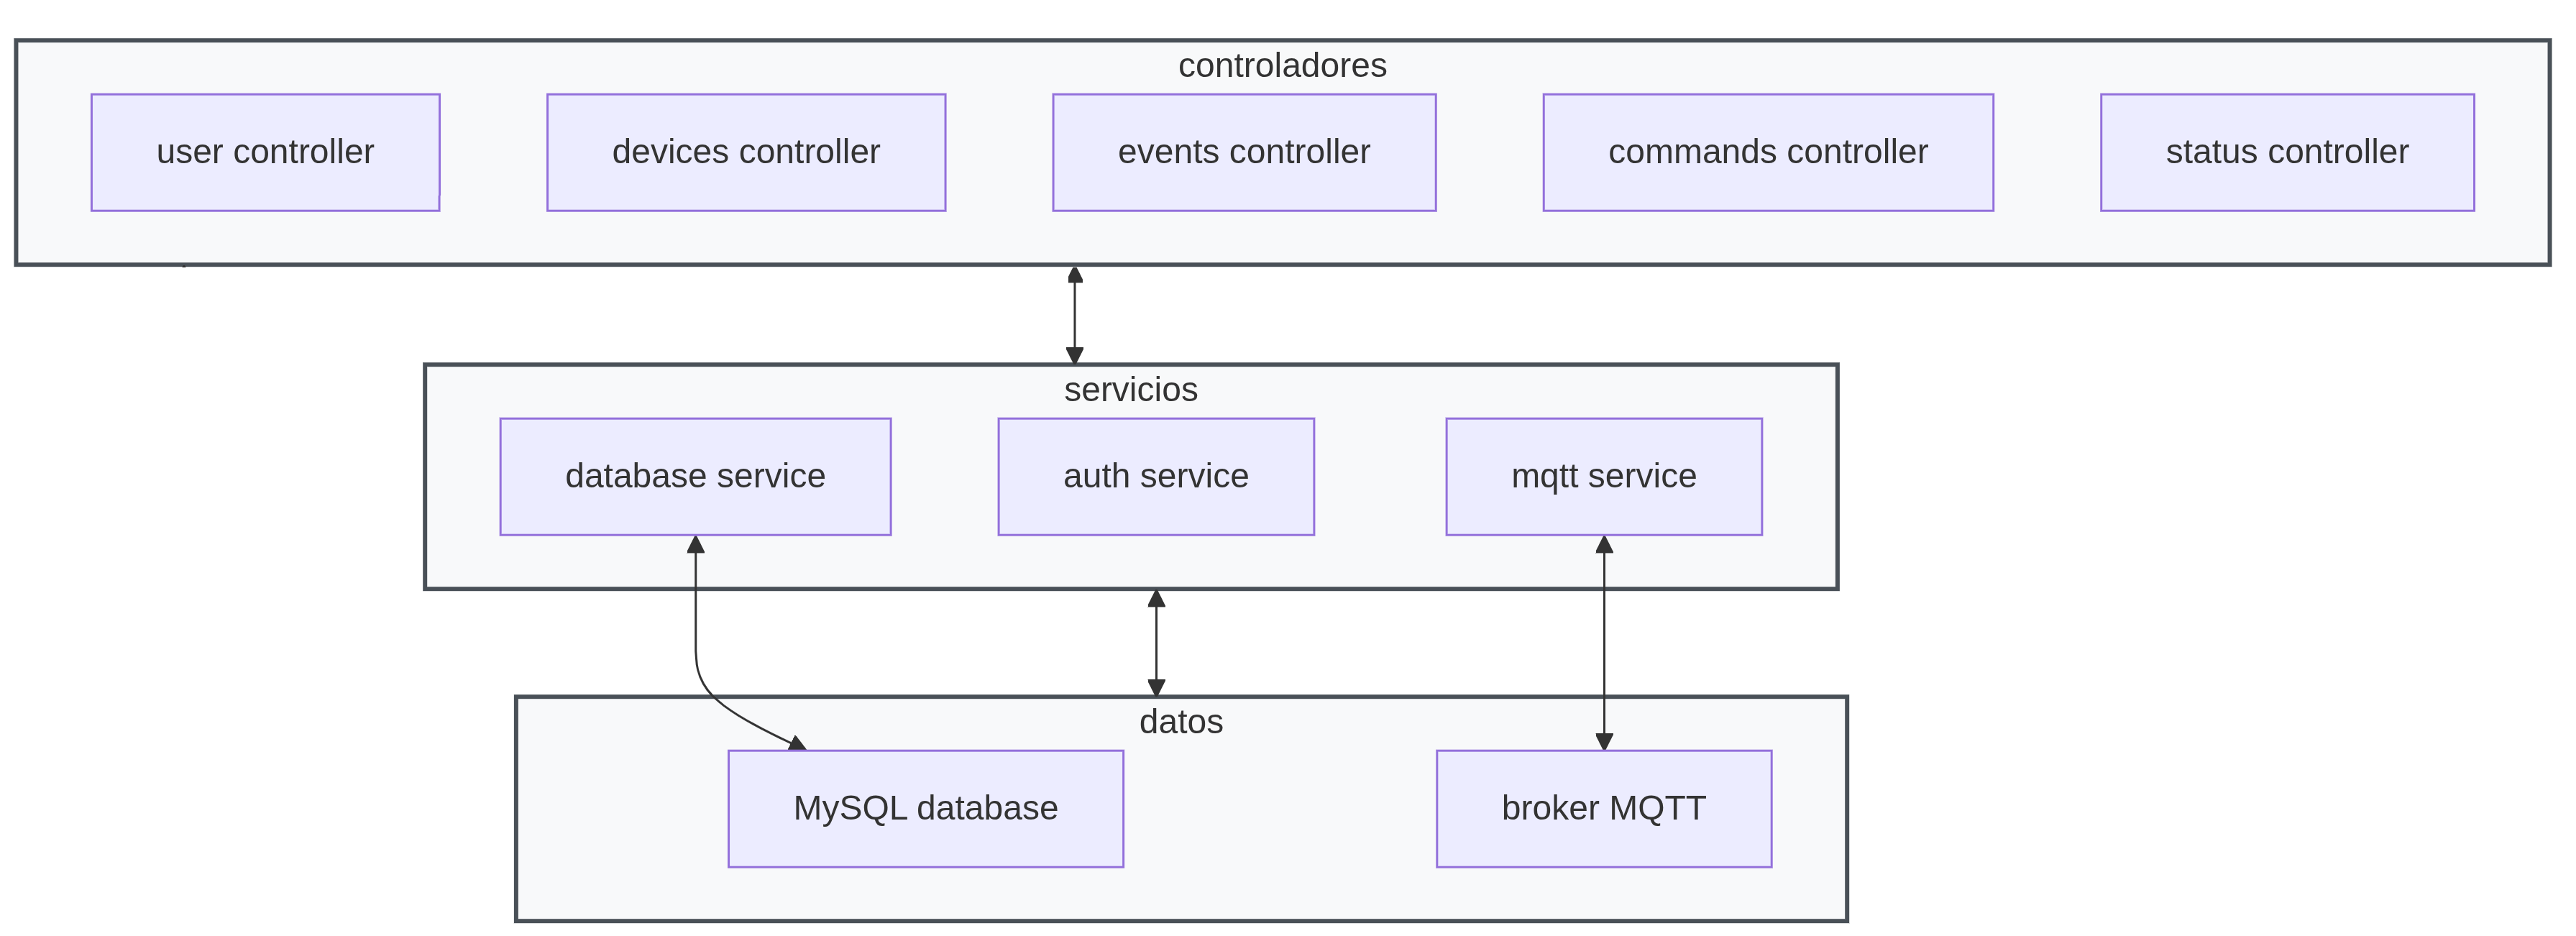 controladores
user controller
devices controller
events controller
commands controller
status controller
servicios
database service
auth service
mqtt service
datos
MySQL database
broker MQTT